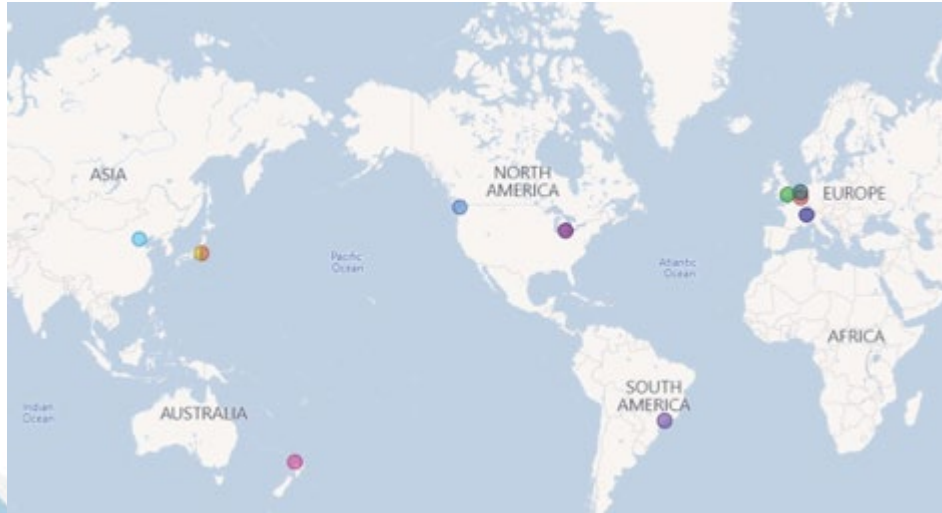 ASIA
NORTH
AMERICA
EUROPE
Pacific
Ocean
Atlantic
Ocean
AFRICA
SOUTH
AMERICA
Indian
Ocean
AUSTRALIA